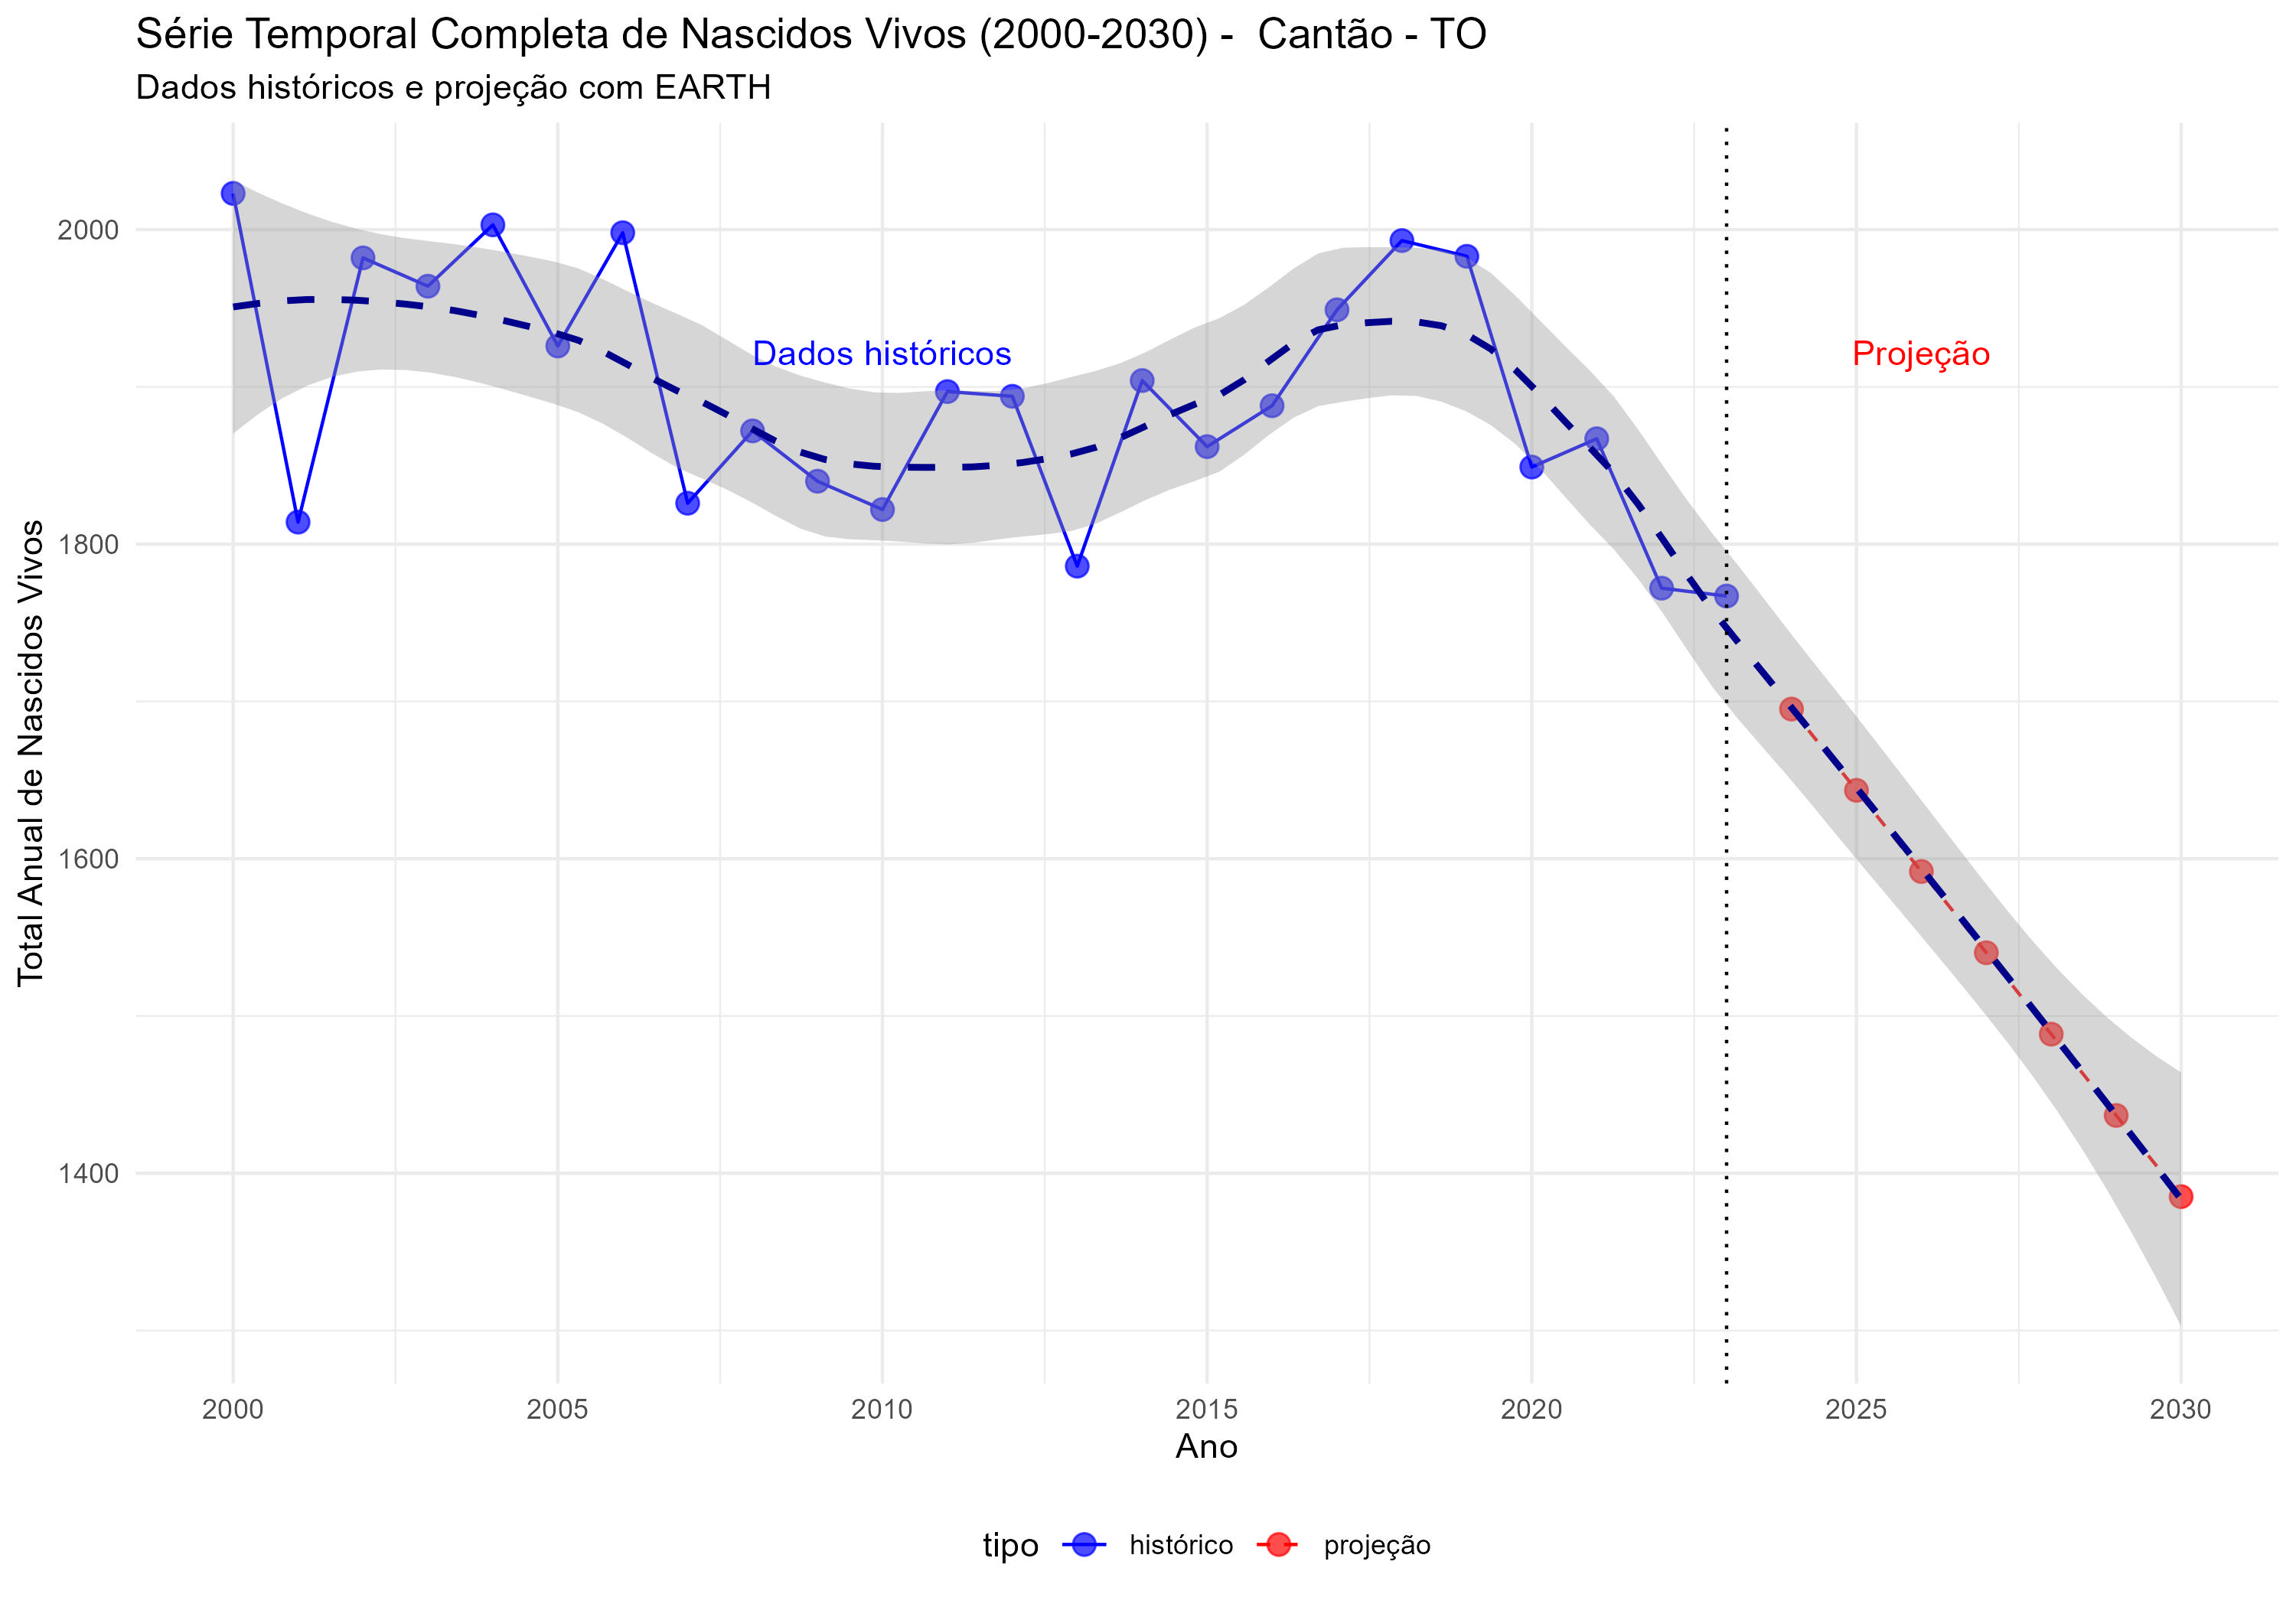 Série Temporal Completa de Nascidos Vivos (2000-2030) -  Cantão - TO
Dados históricos e projeção com EARTH
Total Anual de Nascidos Vivos
2000
1800
1600
1400
Dados históricos
Projeção
2000 2005 2010 2015 2020 2025 2030
Ano
tipo histórico projeção